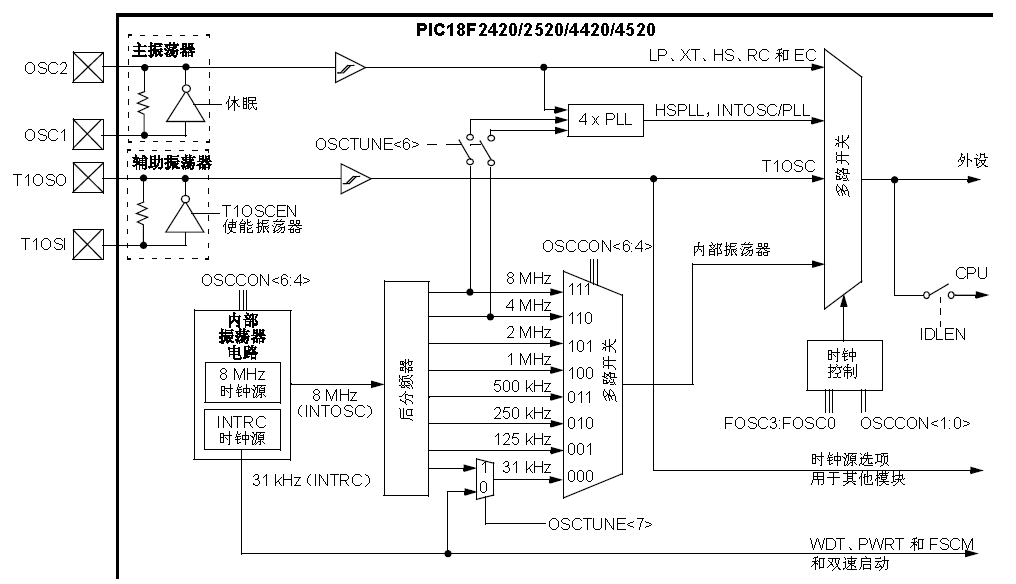 PIC18F2420/2520/4420/4520
主振荡器
OSC2
LP、XT、HS、RC 和 EC
休眠
4 x PLL
HSPLL，INTOSC/PLL
OSC1
OSCTUNE<6>
多路开关
辅助振荡器
T1OSO
T1OSC
外设
T1OSCEN
使能振荡器
T1OSI
OSCCON<6:4>
内部振荡器
OSCCON<6:4>
CPU
IDLEN
内部
振荡器
电路
8 MHz
时钟源
INTRC
时钟源
8 MHz
（INTOSC）
31 kHz（INTRC）
后分频器
8 MHz
111
4 MHz
110
2 MHz
101
1 MHz
100
500 kHz
011
250 kHz
010
125 kHz
001
31 kHz
000
1
0
多路开关
时钟
控制
FOSC3:FOSC0
OSCCON<1:0>
时钟源选项
用于其他模块
OSCTUNE<7>
WDT、PWRT 和 FSCM
和双速启动